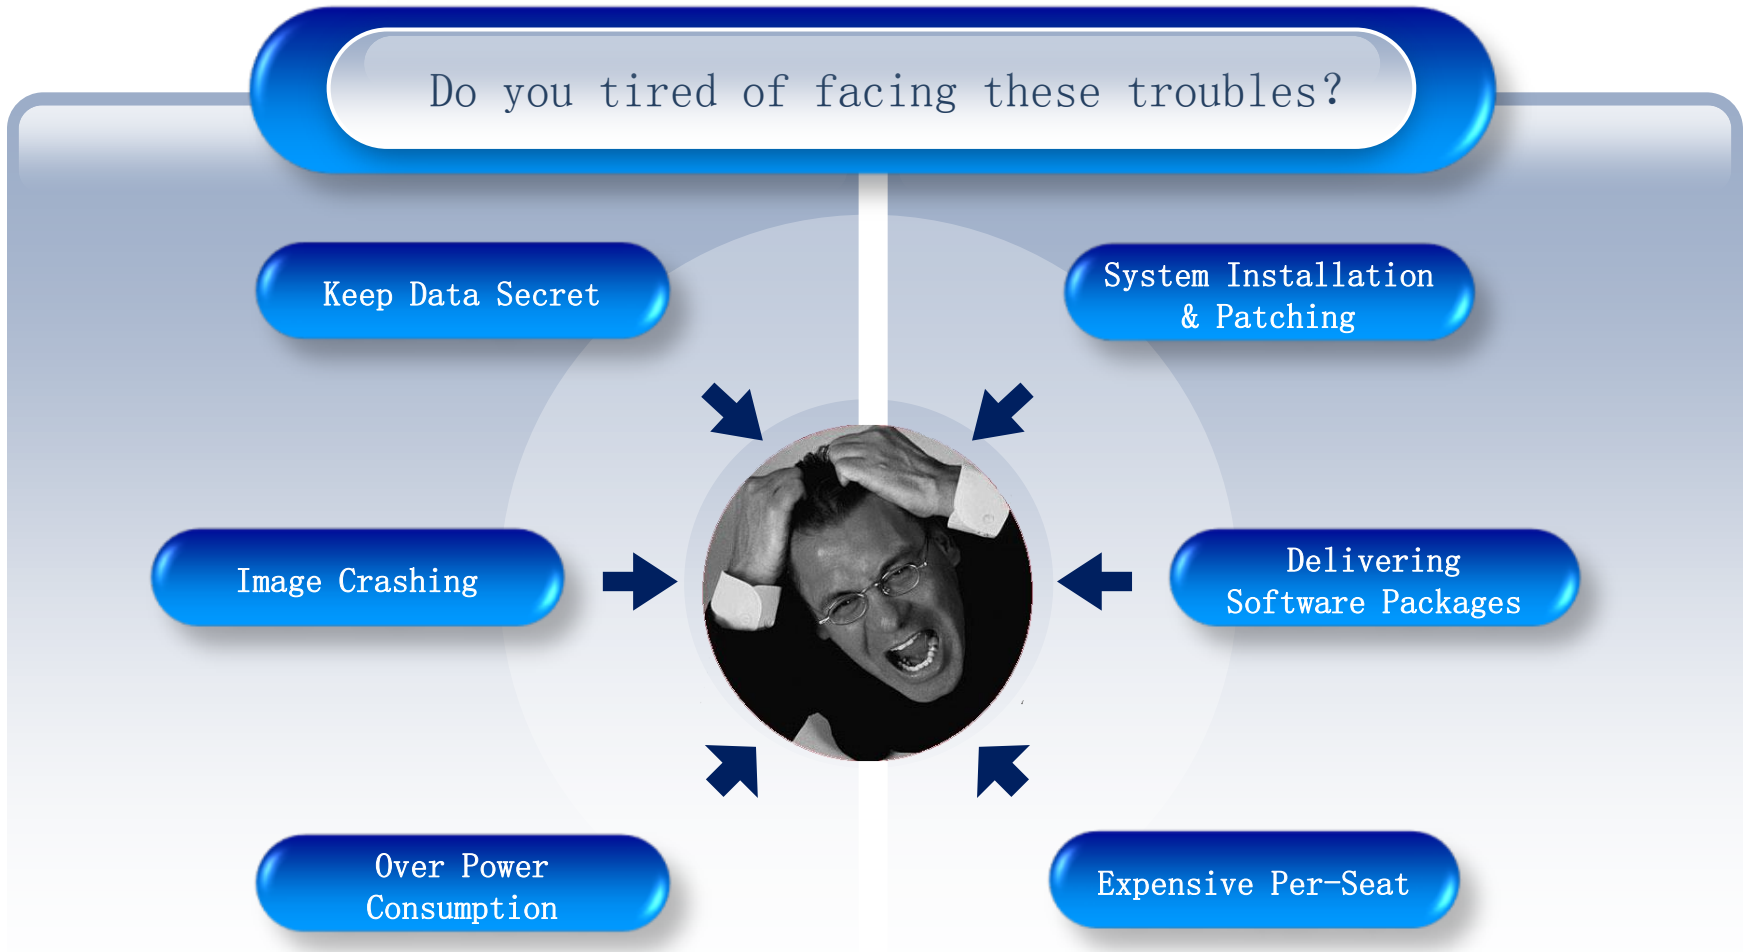 Do you tired of facing these troubles?
Keep Data Secret
System Installation
& Patching
Image Crashing
Delivering
Software Packages
Over Power
Consumption
Expensive Per-Seat